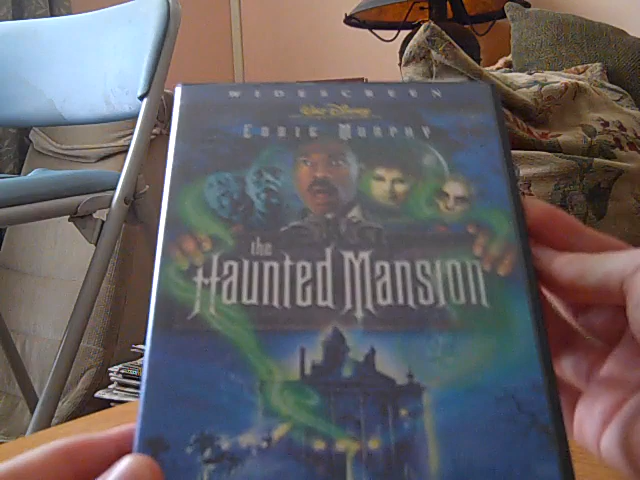 WIDESCREEN
WALT DISNEY
EDDIE MURPHY
the
HAUNTED MANSION